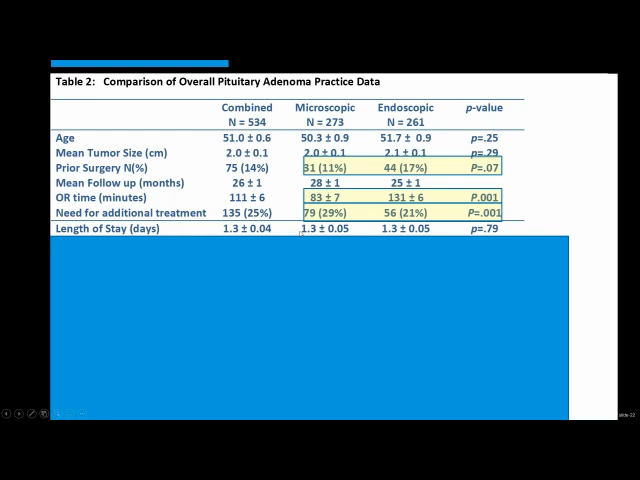 Table 2: Comparison of Overall Pituitary Adenoma Practice Data
Combined Microscopic Endoscopic p-value
N = 534 N = 273 N = 261
Age 51.0 ± 0.6 50.3 ± 0.9 51.7 ± 0.9 p=.25
Mean Tumor Size (cm) 2.0 ± 0.1 2.0 ± 0.1 2.1 ± 0.1 p=.29
Prior Surgery N(%) 75 (14%) 31 (11%) 44 (17%) P=.07
Mean Follow up (months) 26 ± 1 28 ± 1 25 ± 1
OR time (minutes) 111 ± 6 83 ± 7 131 ± 6 P.001
Need for additional treatment 135 (25%) 79 (29%) 56 (21%) P=.001
Length of Stay (days) 1.3 ± 0.04 1.3 ± 0.05 1.3 ± 0.05 p=.79
slide-22